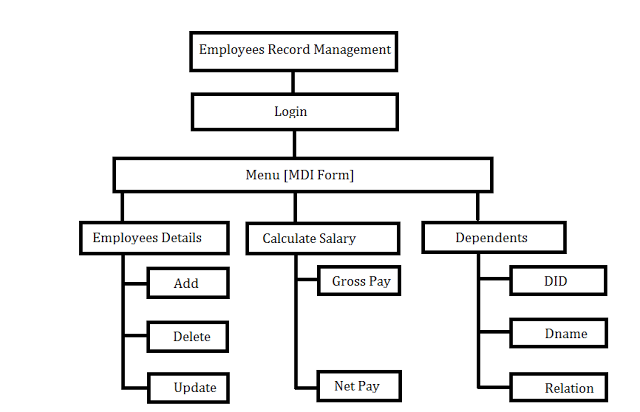 Employees Record Management
Login
Menu [MDI Form]
Employees Details
Calculate Salary
Dependents
Add
Gross Pay
DID
Delete
Dname
Update
Net Pay
Relation